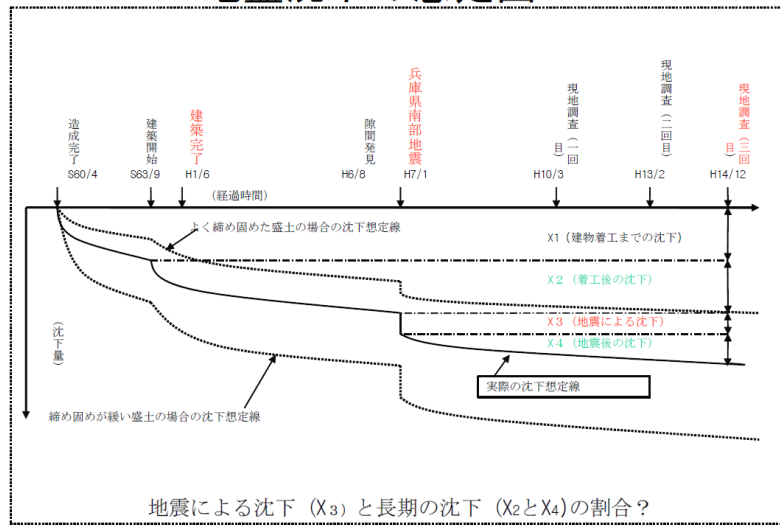 造成完了
建築開始
建築完了
隙間発見
兵庫県南部地震
現地調査(一回目)
現地調査(二回目)
現地調査(三回目)
S60/4
S63/9
H1/6
H6/8
H7/1
H10/3
H13/2
H14/12
(経過時間)
よく締め固めた盛土の場合の沈下想定線
X1(建物着工までの沈下)
X2(着工後の沈下)
X3(地震による沈下)
X4(地震後の沈下)
(沈下量)
実際の沈下想定線
締め固めが緩い盛土の場合の沈下想定線
地震による沈下(X3)と長期の沈下(X2とX4)の割合?